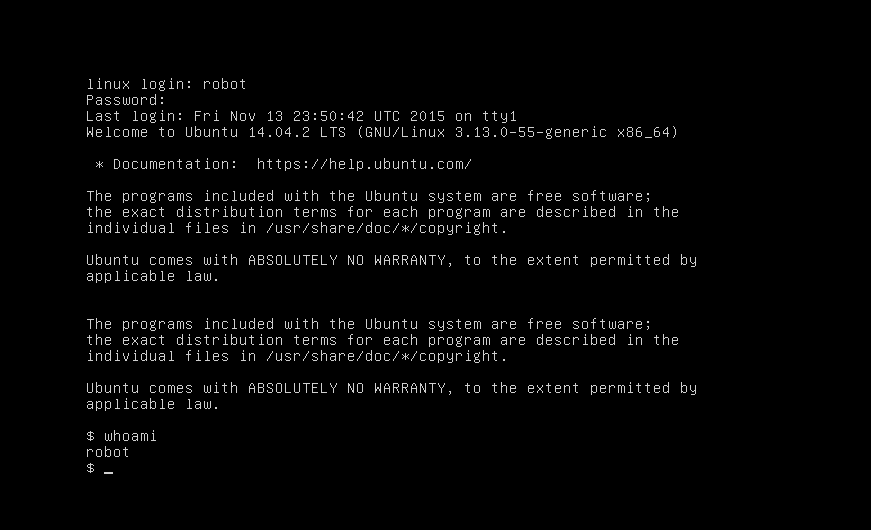 linux login: robot
Password:
Last login: Fri Nov 13 23:50:42 UTC 2015 on tty1
Welcome to Ubuntu 14.04.2 LTS (GNU/Linux 3.13.0-55-generic x86_64)
* Documentation:  https://help.ubuntu.com/
The programs included with the Ubuntu system are free software;
the exact distribution terms for each program are described in the
individual files in /usr/share/doc/*/copyright.
Ubuntu comes with ABSOLUTELY NO WARRANTY, to the extent permitted by
applicable law.
The programs included with the Ubuntu system are free software;
the exact distribution terms for each program are described in the
individual files in /usr/share/doc/*/copyright.
Ubuntu comes with ABSOLUTELY NO WARRANTY, to the extent permitted by
applicable law.
$ whoami
robot
$ _